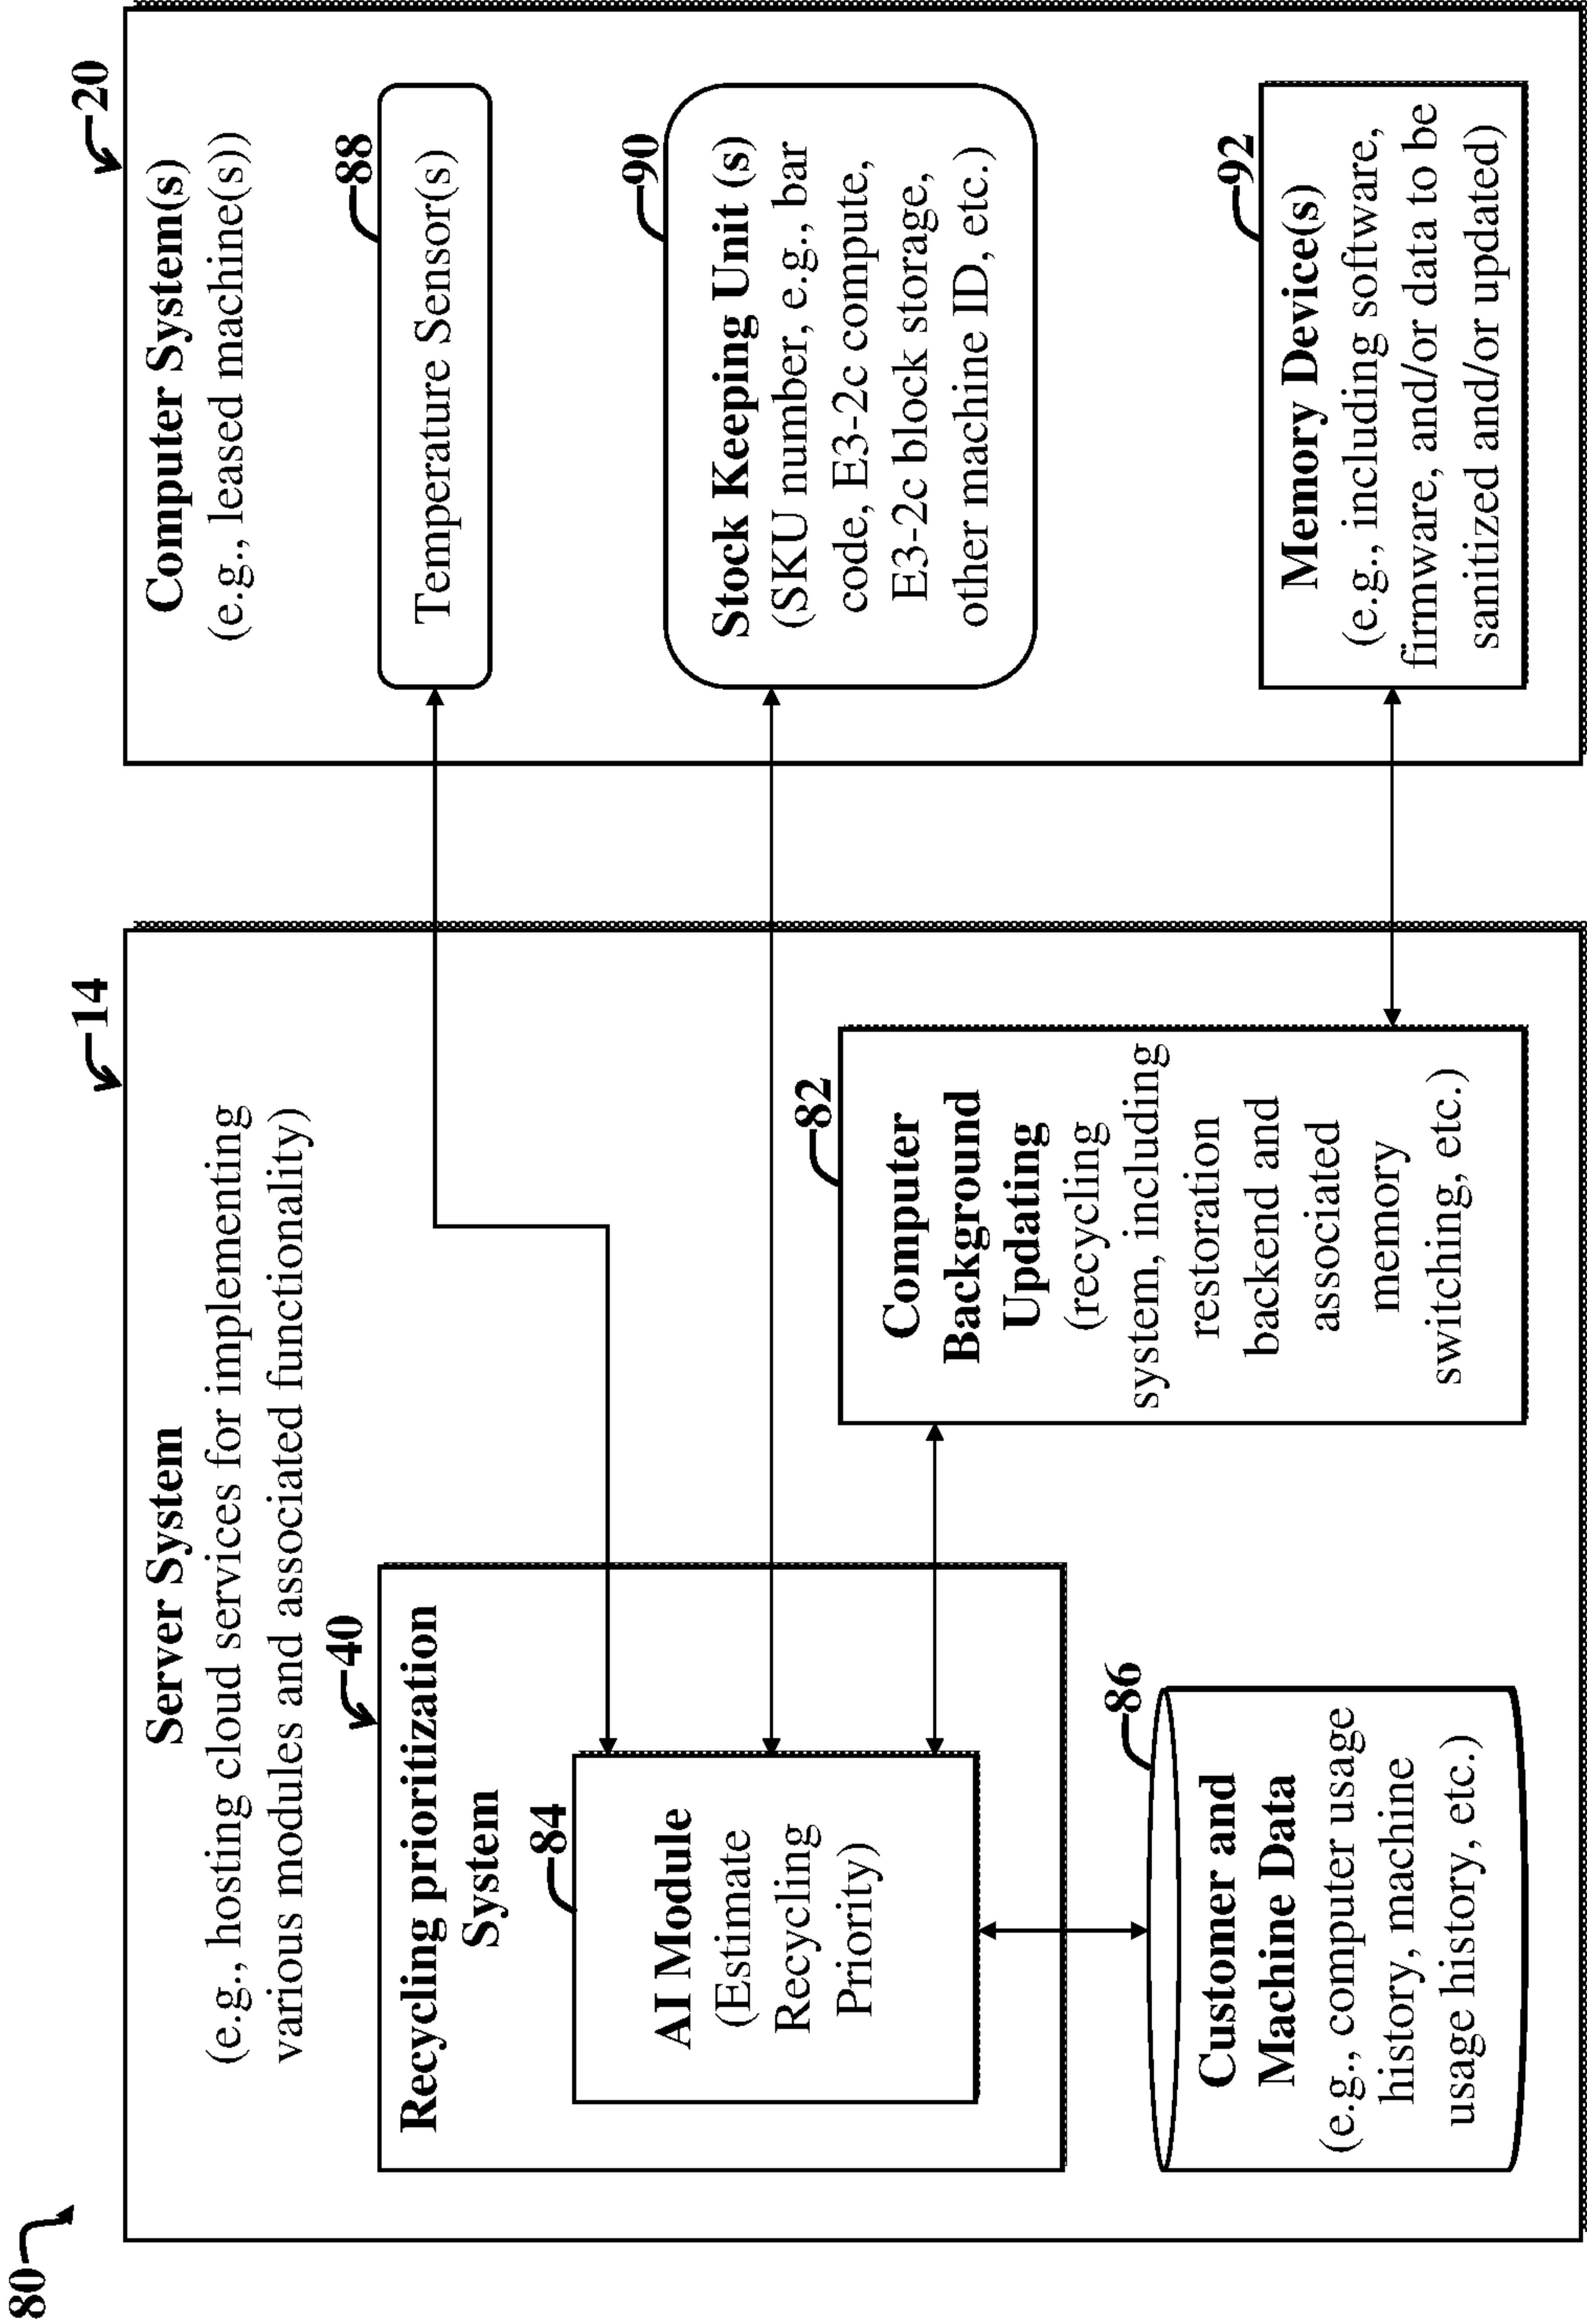 80
14
Server System
(e.g., hosting cloud services for implementing
various modules and associated functionality)
40
Recycling prioritization
System
84
AI Module
(Estimate
Recycling
Priority)
86
Customer and
Machine Data
(e.g., computer usage
history, machine
usage history, etc.)
82
Computer
Background
Updating
(recycling
system, including
restoration
backend and
associated
memory
switching, etc.)
20
Computer System(s)
(e.g., leased machine(s))
88
Temperature Sensor(s)
90
Stock Keeping Unit (s)
(SKU number, e.g., bar
code, E3-2c compute,
E3-2c block storage,
other machine ID, etc.)
92
Memory Device(s)
(e.g., including software,
firmware, and/or data to be
sanitized and/or updated)